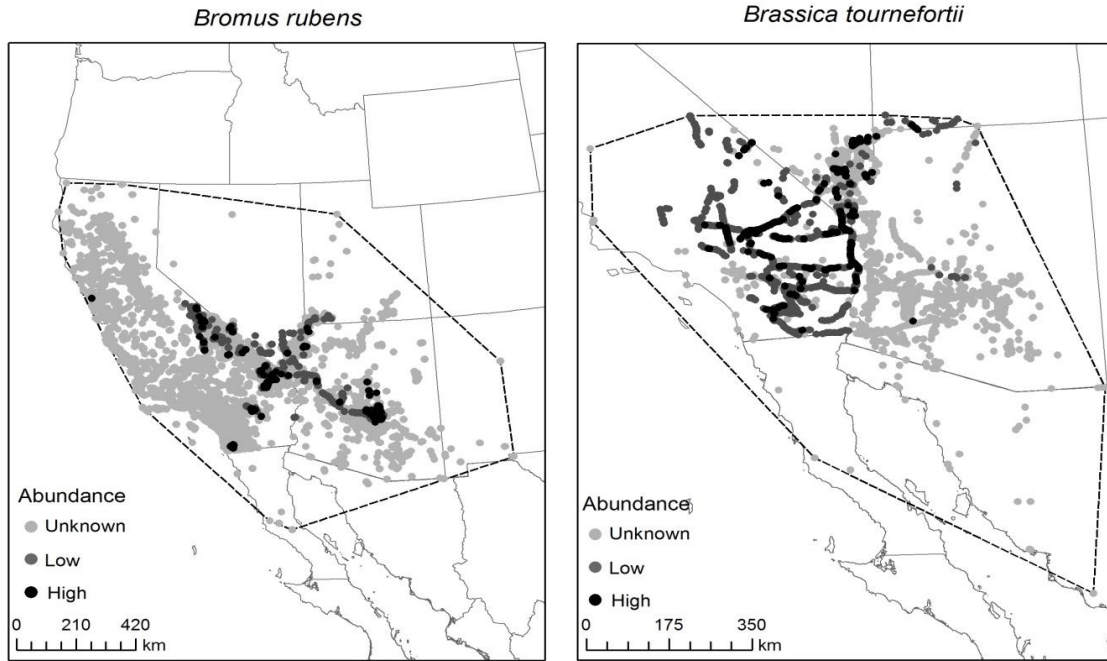 Bromus rubens
Abundance
Unknown
Low
High
0 210 420
km
Brassica tournefortii
Abundance
Unknown
Low
High
0 175 350
km